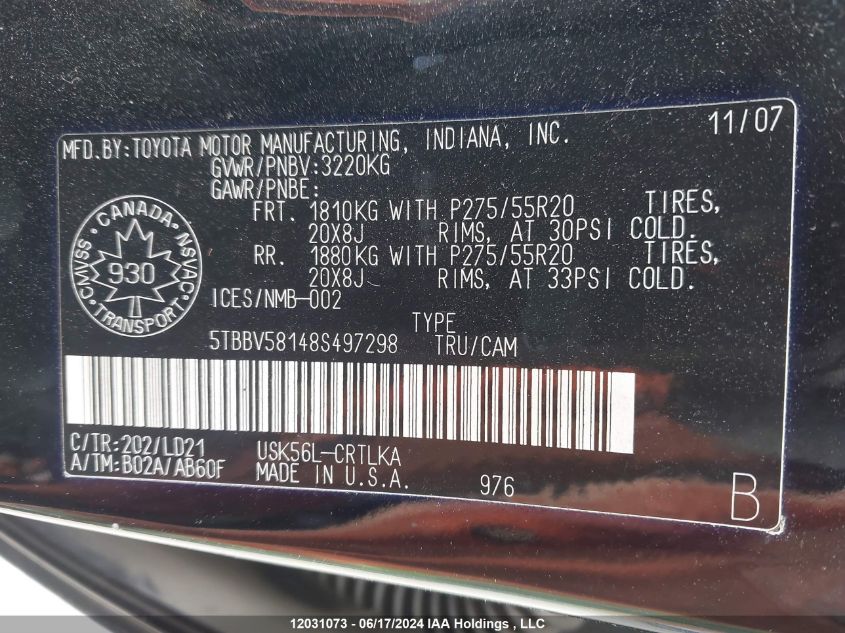 11/07
MFD.BY:TOYOTA MOTOR MANUFACTURING, INDIANA, INC.
GVWR/PNBV:3220KG
GAWR/PNBE:
FRT. 1810KG WITH P275/55R20 TIRES,
20X8J RIMS, AT 30PSI COLD.
RR. 1880KG WITH P275/55R20 TIRES,
20X8J RIMS, AT 33PSI COLD.
CANADA
CMVSS NSVAC
930
TRANSPORT
ICES/NMB-002
TYPE
5TBBV58148S497298 TRU/CAM
C/TR:202/LD21 USK56L-CRTLKA
A/TM:B02A/AB60F MADE IN U.S.A. 976
B
12031073 - 06/17/2024 IAA Holdings, LLC